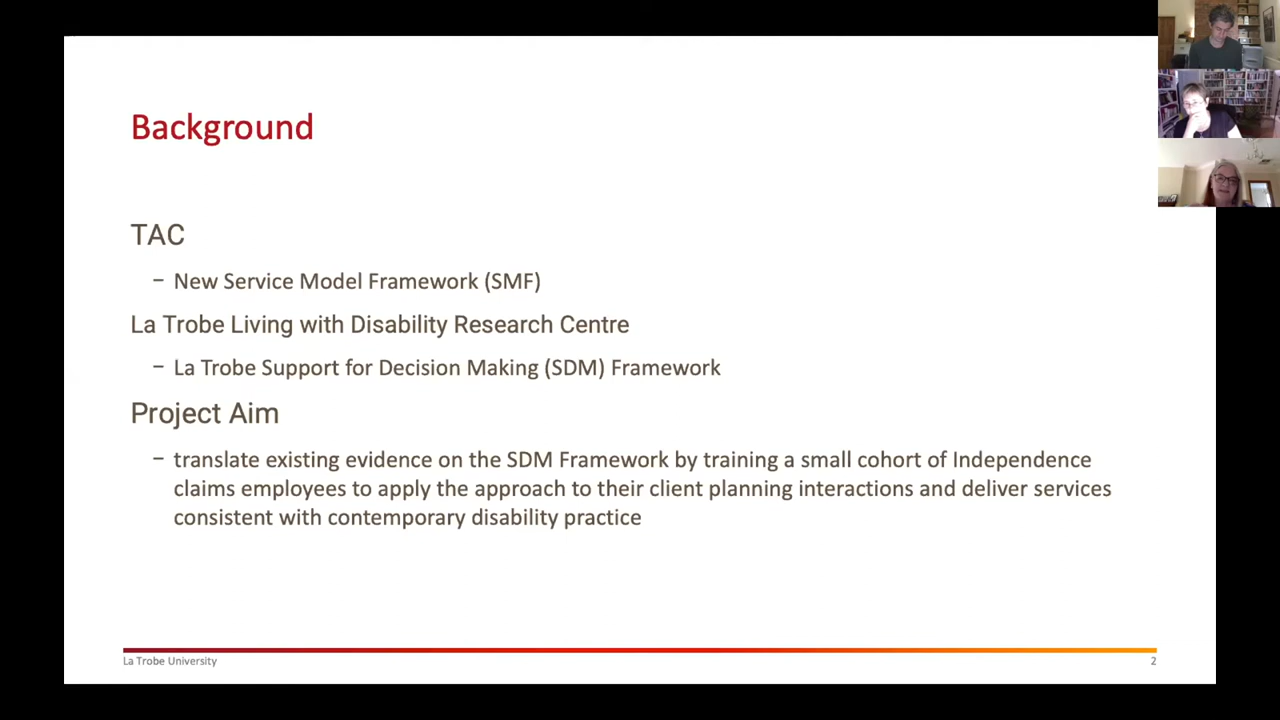 Background
TAC
− New Service Model Framework (SMF)
La Trobe Living with Disability Research Centre
− La Trobe Support for Decision Making (SDM) Framework
Project Aim
− translate existing evidence on the SDM Framework by training a small cohort of Independence
claims employees to apply the approach to their client planning interactions and deliver services
consistent with contemporary disability practice
La Trobe University
2